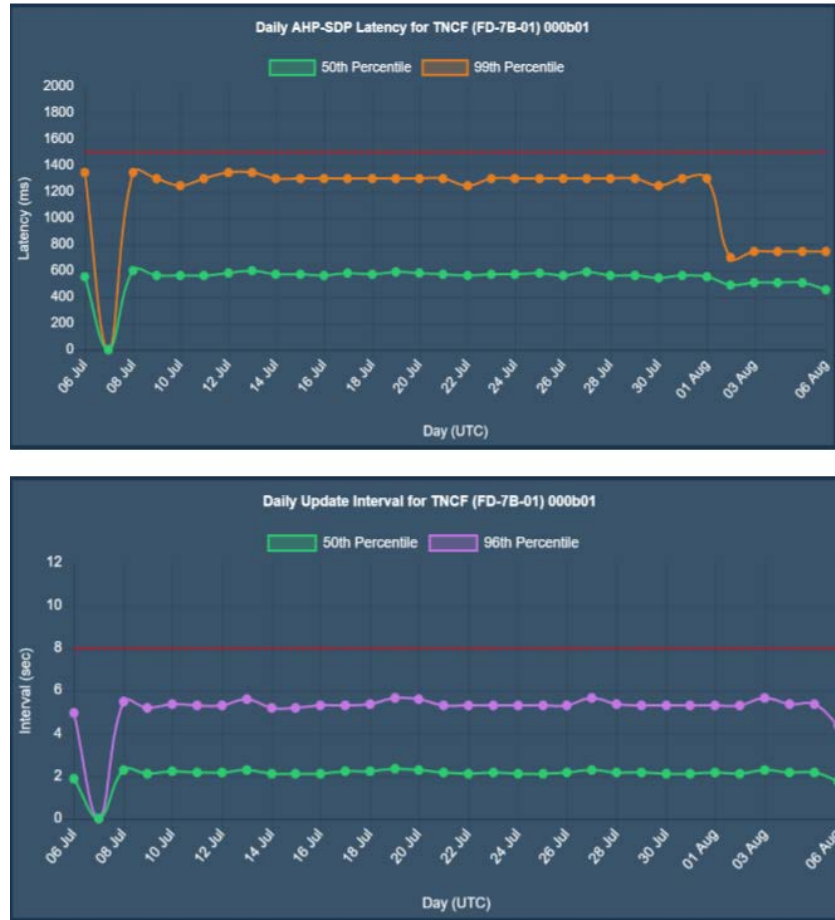 Daily AHP-SDP Latency for TNCF (FD-7B-01) 000b01
50th Percentile 99th Percentile
2000
1800
1600
1400
1200
1000
800
600
400
200
0
Latency (ms)
06 Jul 08 Jul 10 Jul 12 Jul 14 Jul 16 Jul 18 Jul 20 Jul 22 Jul 24 Jul 26 Jul 28 Jul 30 Jul 01 Aug 03 Aug 06 Aug
Day (UTC)
Daily Update Interval for TNCF (FD-7B-01) 000b01
50th Percentile 96th Percentile
12
10
8
6
4
2
0
Interval (sec)
06 Jul 08 Jul 10 Jul 12 Jul 14 Jul 16 Jul 18 Jul 20 Jul 22 Jul 24 Jul 26 Jul 28 Jul 30 Jul 01 Aug 03 Aug 06 Aug
Day (UTC)